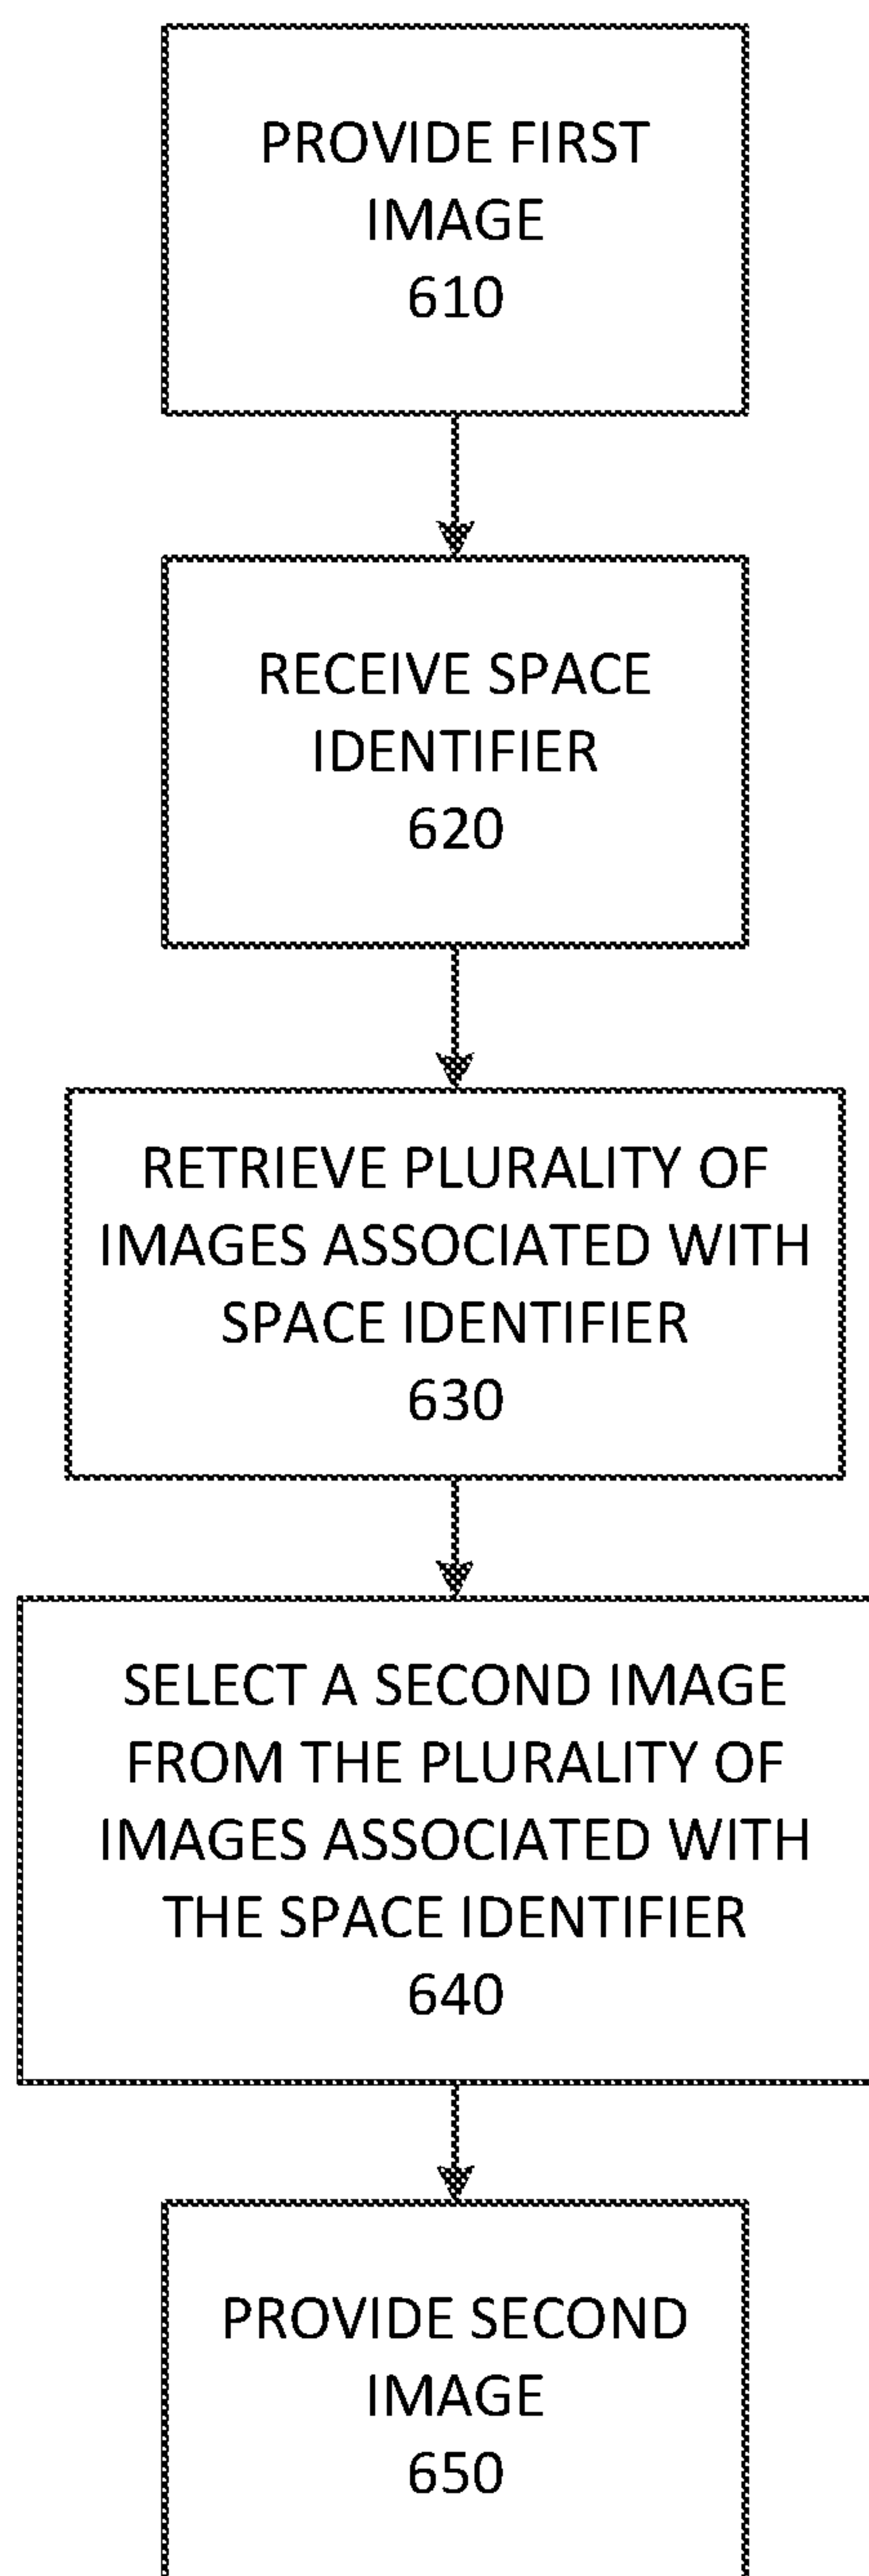 PROVIDE FIRST
IMAGE
610
RECEIVE SPACE
IDENTIFIER
620
RETRIEVE PLURALITY OF
IMAGES ASSOCIATED WITH
SPACE IDENTIFIER
630
SELECT A SECOND IMAGE
FROM THE PLURALITY OF
IMAGES ASSOCIATED WITH
THE SPACE IDENTIFIER
640
PROVIDE SECOND
IMAGE
650